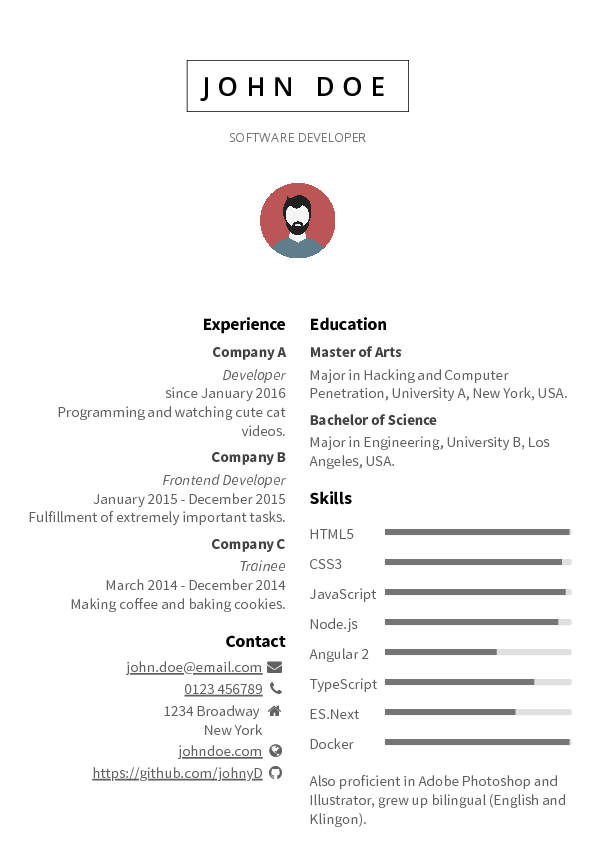 JOHN DOE
SOFTWARE DEVELOPER
Experience
Company A
Developer
since January 2016
Programming and watching cute cat
videos.
Company B
Frontend Developer
January 2015 - December 2015
Fulfillment of extremely important tasks.
Company C
Trainee
March 2014 - December 2014
Making coffee and baking cookies.
Contact
john.doe@email.com
0123 456789
1234 Broadway
New York
johndoe.com
https://github.com/johnyD
Education
Master of Arts
Major in Hacking and Computer
Penetration, University A, New York, USA.
Bachelor of Science
Major in Engineering, University B, Los
Angeles, USA.
Skills
HTML5
CSS3
JavaScript
Node.js
Angular 2
TypeScript
ES.Next
Docker
Also proficient in Adobe Photoshop and
Illustrator, grew up bilingual (English and
Klingon).